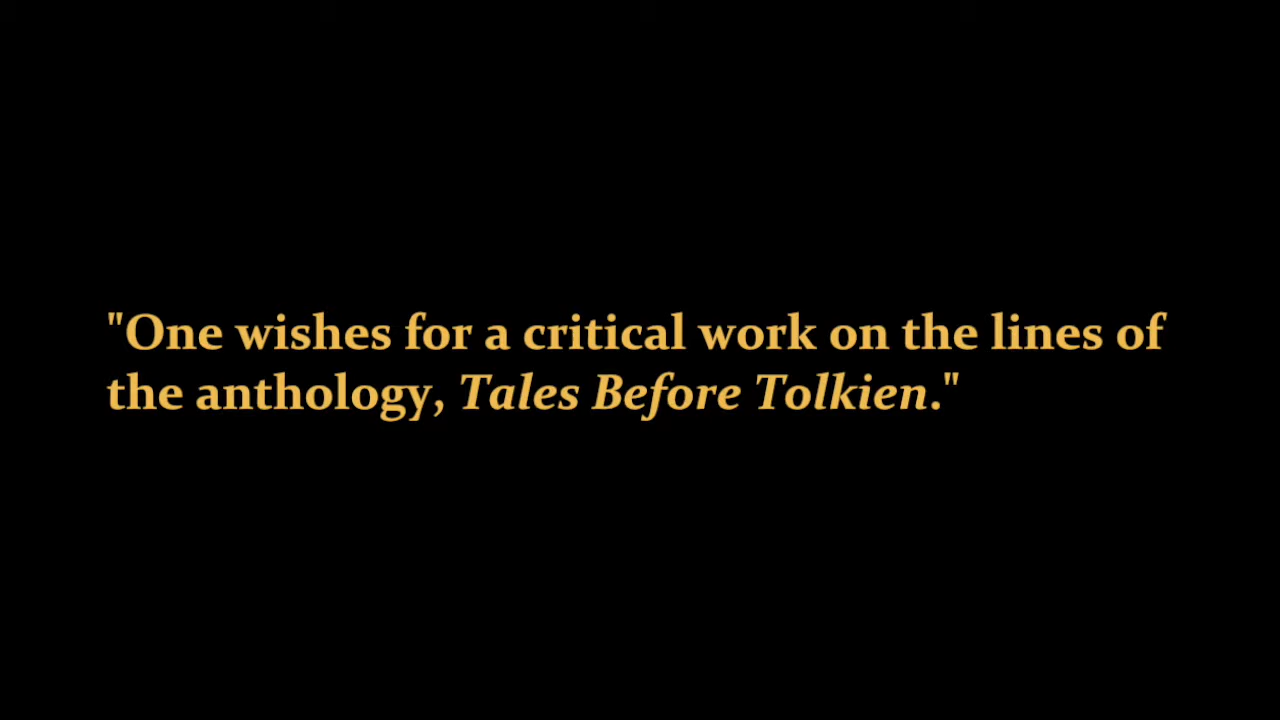 "One wishes for a critical work on the lines of
the anthology, Tales Before Tolkien."